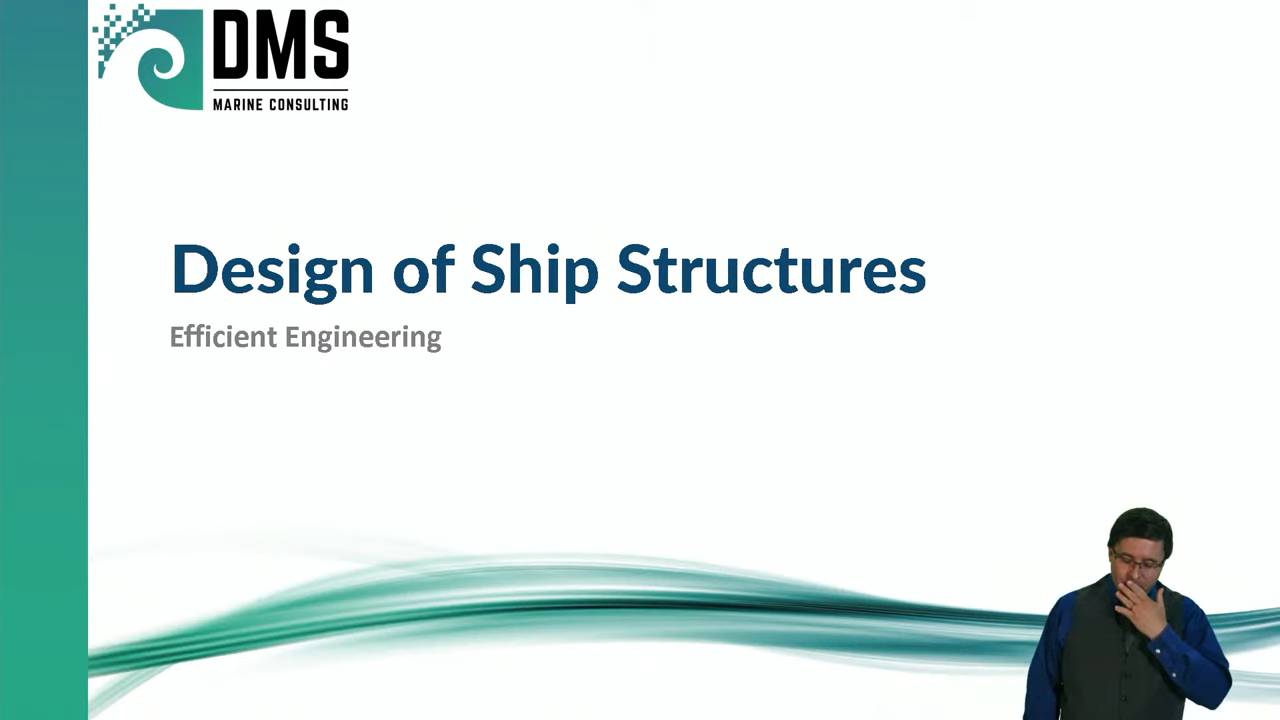 DMS
MARINE CONSULTING
Design of Ship Structures
Efficient Engineering